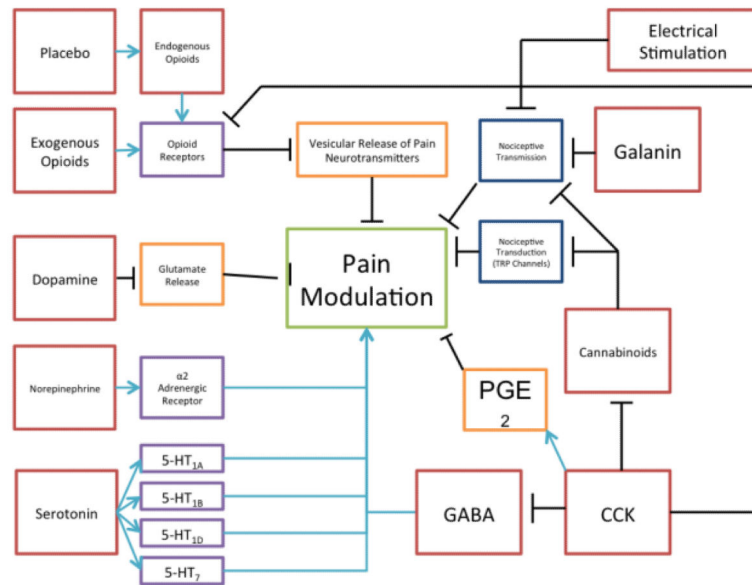 Placebo
Endogenous
Opioids
Electrical
Stimulation
Exogenous
Opioids
Opioid
Receptors
Vesicular Release of Pain
Neurotransmitters
Nociceptive
Transmission
Galanin
Dopamine
Glutamate
Release
Pain
Modulation
Nociceptive
Transduction
(TRP Channels)
Norepinephrine
α2
Adrenergic
Receptor
PGE
2
Cannabinoids
Serotonin
5-HT1A
5-HT1B
5-HT1D
5-HT7
GABA
CCK